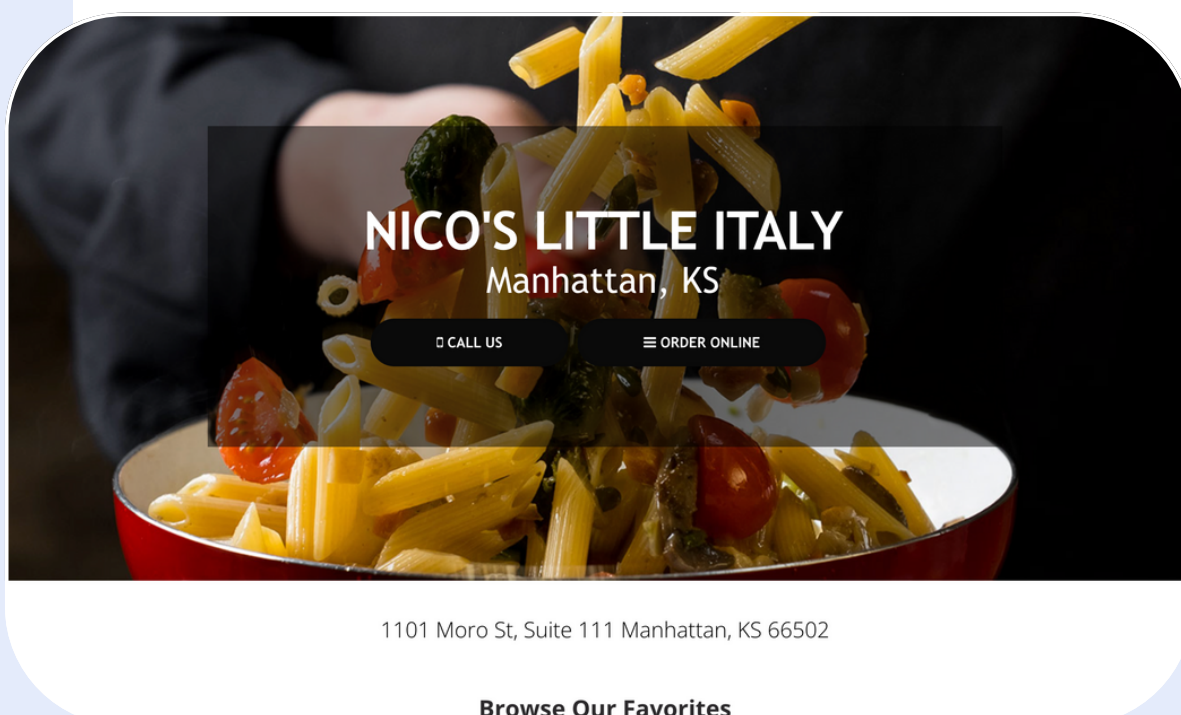 NICO'S LITTLE ITALY
Manhattan, KS
CALL US
ORDER ONLINE
1101 Moro St, Suite 111 Manhattan, KS 66502
Browse Our Favorites